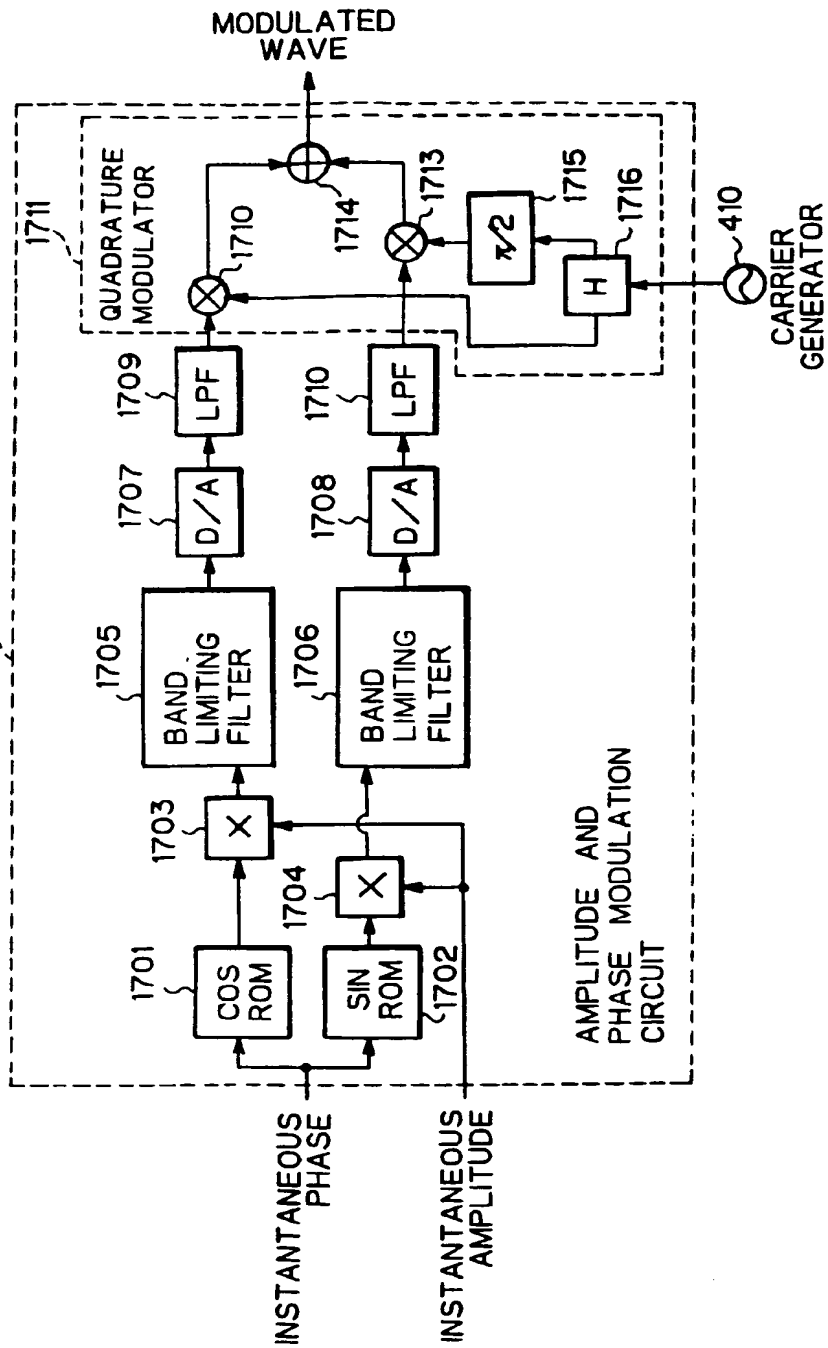 MODULATED
WAVE
1711
QUADRATURE
MODULATOR
1710
1714
1713
π/2
1715
H
1716
410
CARRIER
GENERATOR
1709
LPF
1710
LPF
1707
D/A
1708
D/A
1705
BAND
LIMITING
FILTER
1706
BAND
LIMITING
FILTER
1703
X
1704
X
1701
COS
ROM
SIN
ROM
1702
AMPLITUDE AND
PHASE MODULATION
CIRCUIT
INSTANTANEOUS
PHASE
INSTANTANEOUS
AMPLITUDE